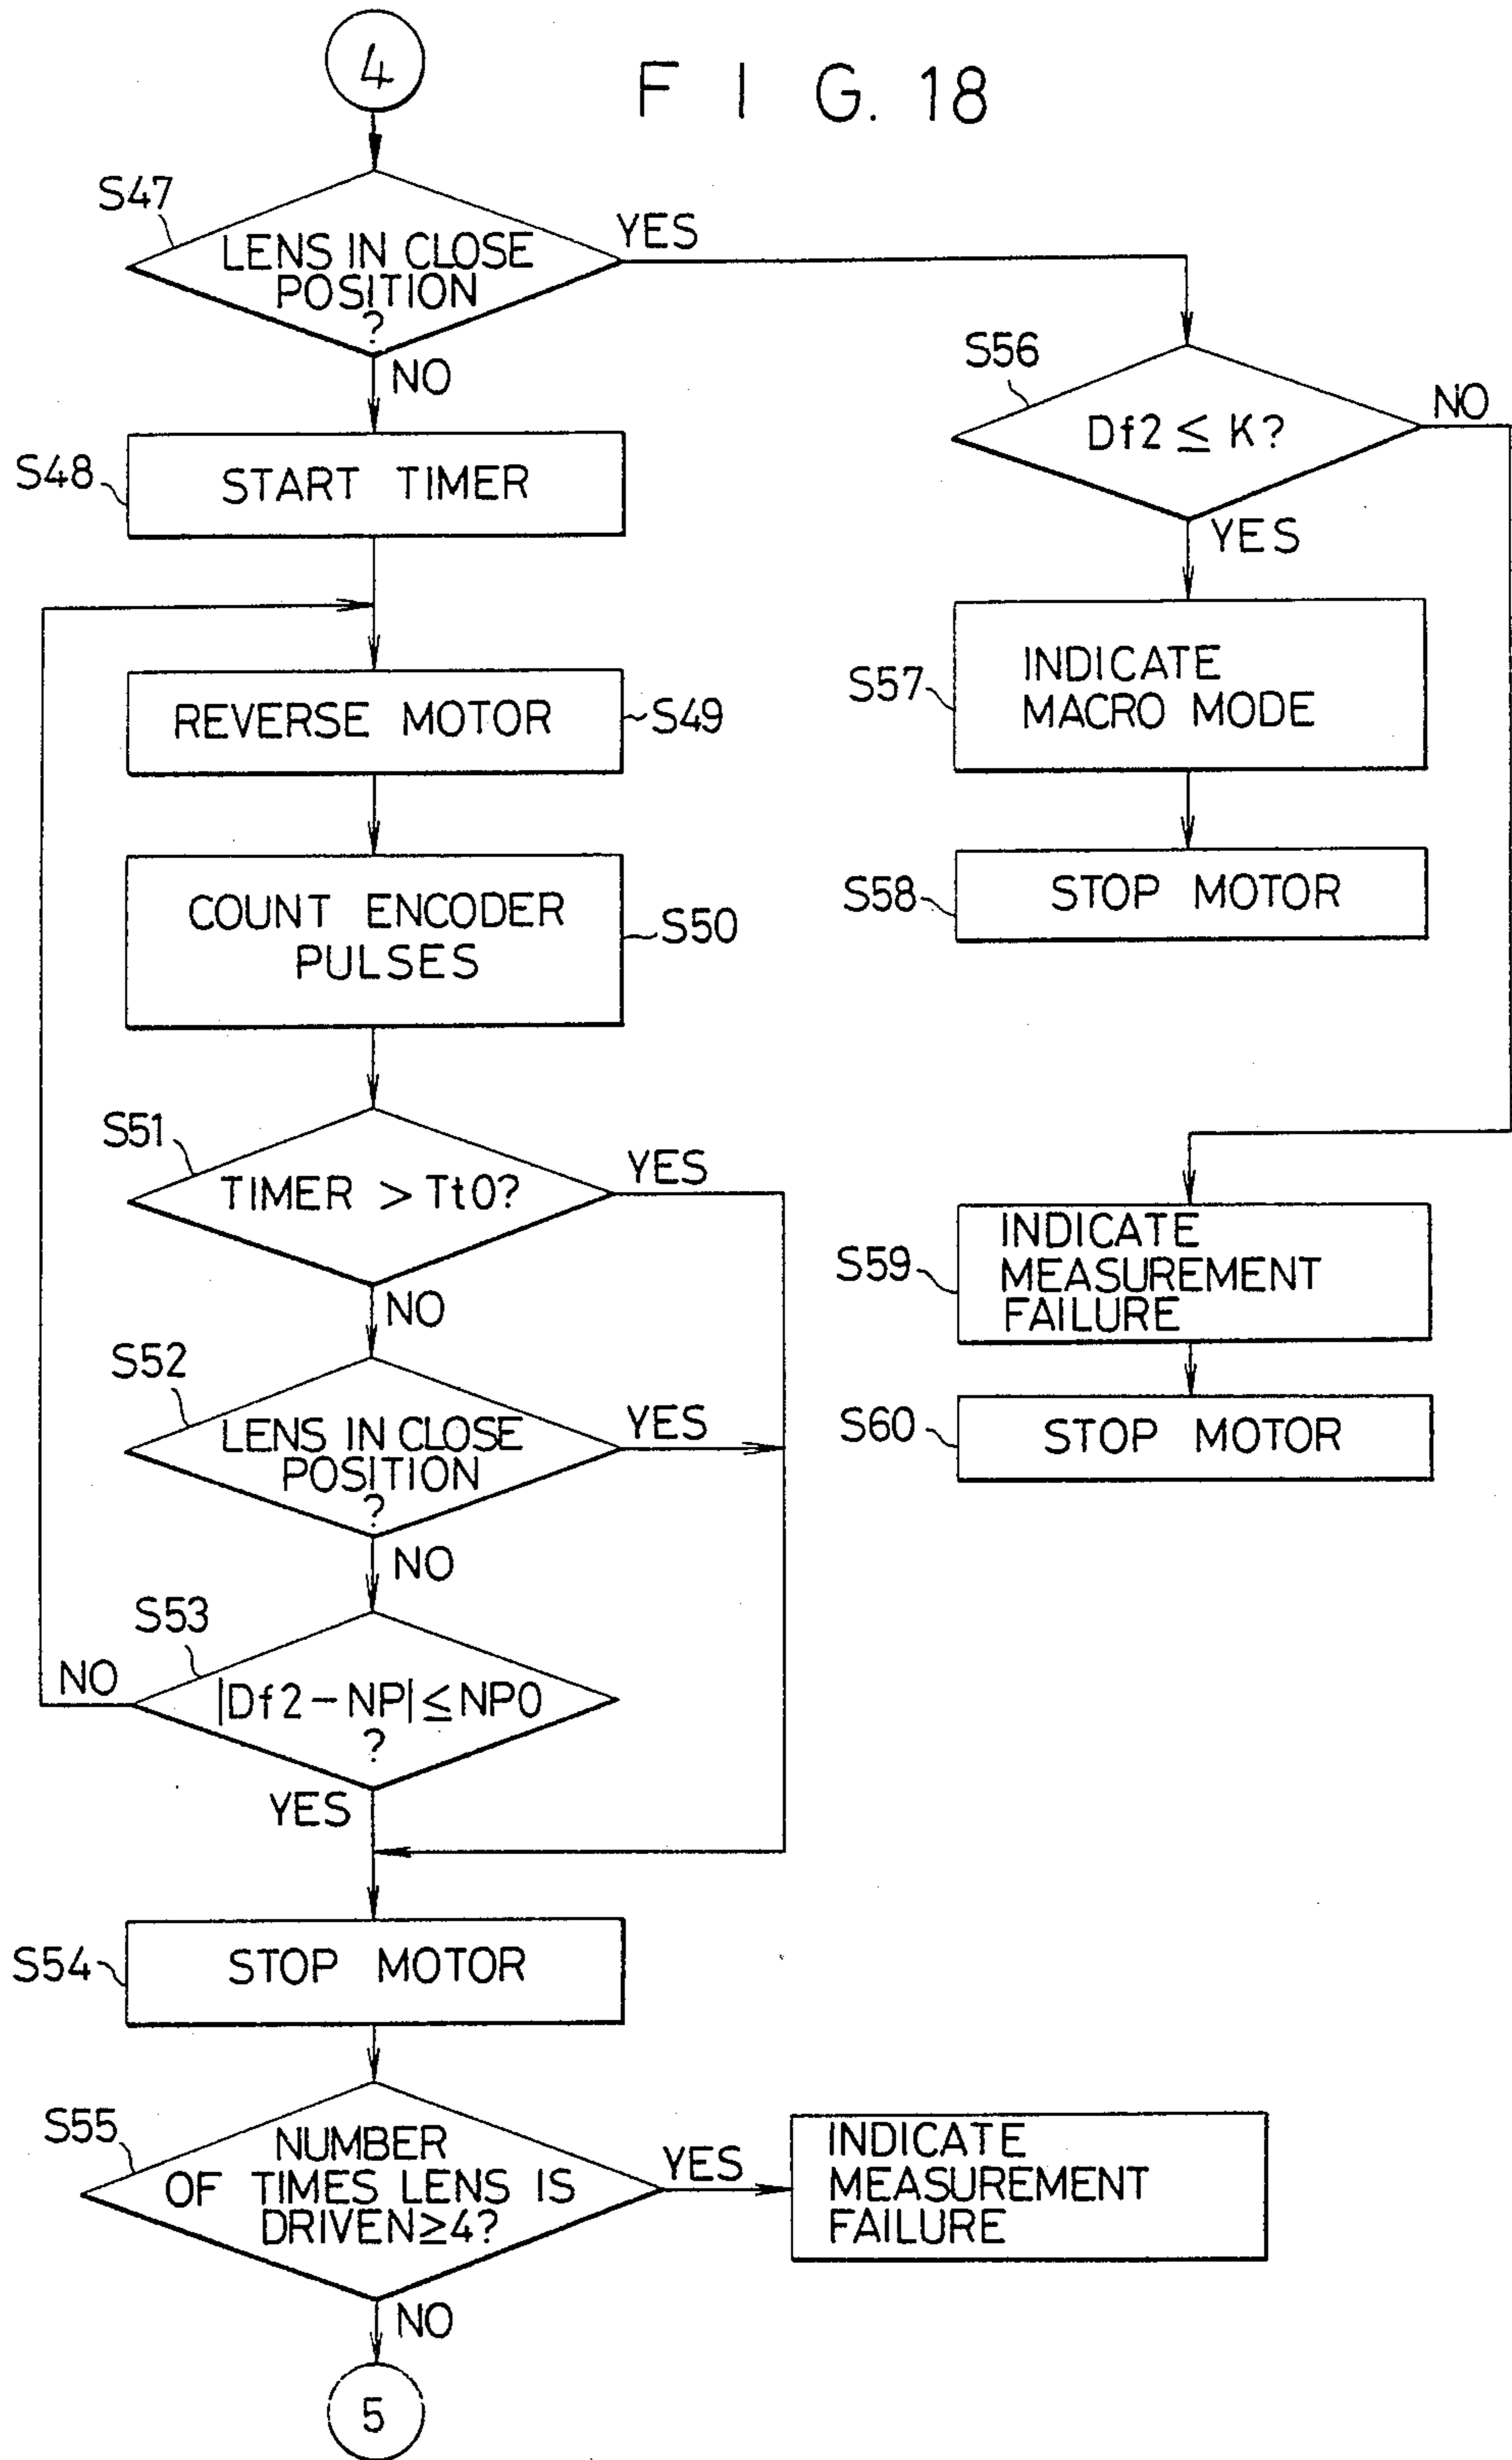 4
F I G. 18
S47
LENS IN CLOSE
POSITION
?
YES
NO
S48
START TIMER
REVERSE MOTOR
S49
COUNT ENCODER
PULSES
S50
S51
TIMER > Tt0?
YES
NO
S52
LENS IN CLOSE
POSITION
?
YES
NO
S53
|Df2-NP|≤NP0
?
NO
YES
S54
STOP MOTOR
S55
NUMBER
OF TIMES LENS IS
DRIVEN≥4?
YES
INDICATE
MEASUREMENT
FAILURE
NO
5
S56
Df2 ≤ K?
NO
YES
S57
INDICATE
MACRO MODE
S58
STOP MOTOR
S59
INDICATE
MEASUREMENT
FAILURE
S60
STOP MOTOR